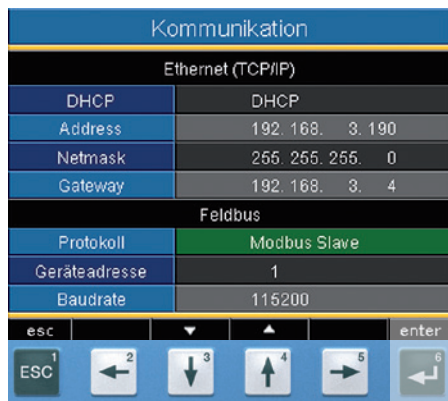 Kommunikation
Ethernet (TCP/IP)
DHCP DHCP
Address 192. 168. 3. 190
Netmask 255. 255. 255. 0
Gateway 192. 168. 3. 4
Feldbus
Protokoll Modbus Slave
Geräteadresse 1
Baudrate 115200
esc enter
ESC 1 2 3 4 5 6